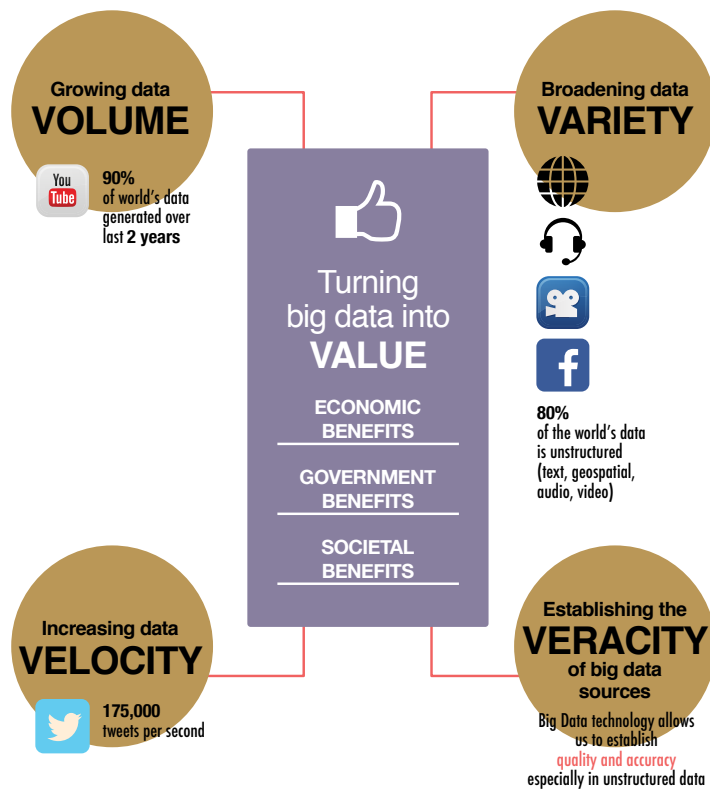 Growing data
VOLUME
You
Tube
90%
of world's data
generated over
last 2 years
Broadening data
VARIETY
f
80%
of the world's data
is unstructured
(text, geospatial,
audio, video)
Turning
big data into
VALUE
ECONOMIC
BENEFITS
GOVERNMENT
BENEFITS
SOCIETAL
BENEFITS
Increasing data
VELOCITY
175,000
tweets per second
Establishing the
VERACITY
of big data
sources
Big Data technology allows
us to establish
quality and accuracy
especially in unstructured data